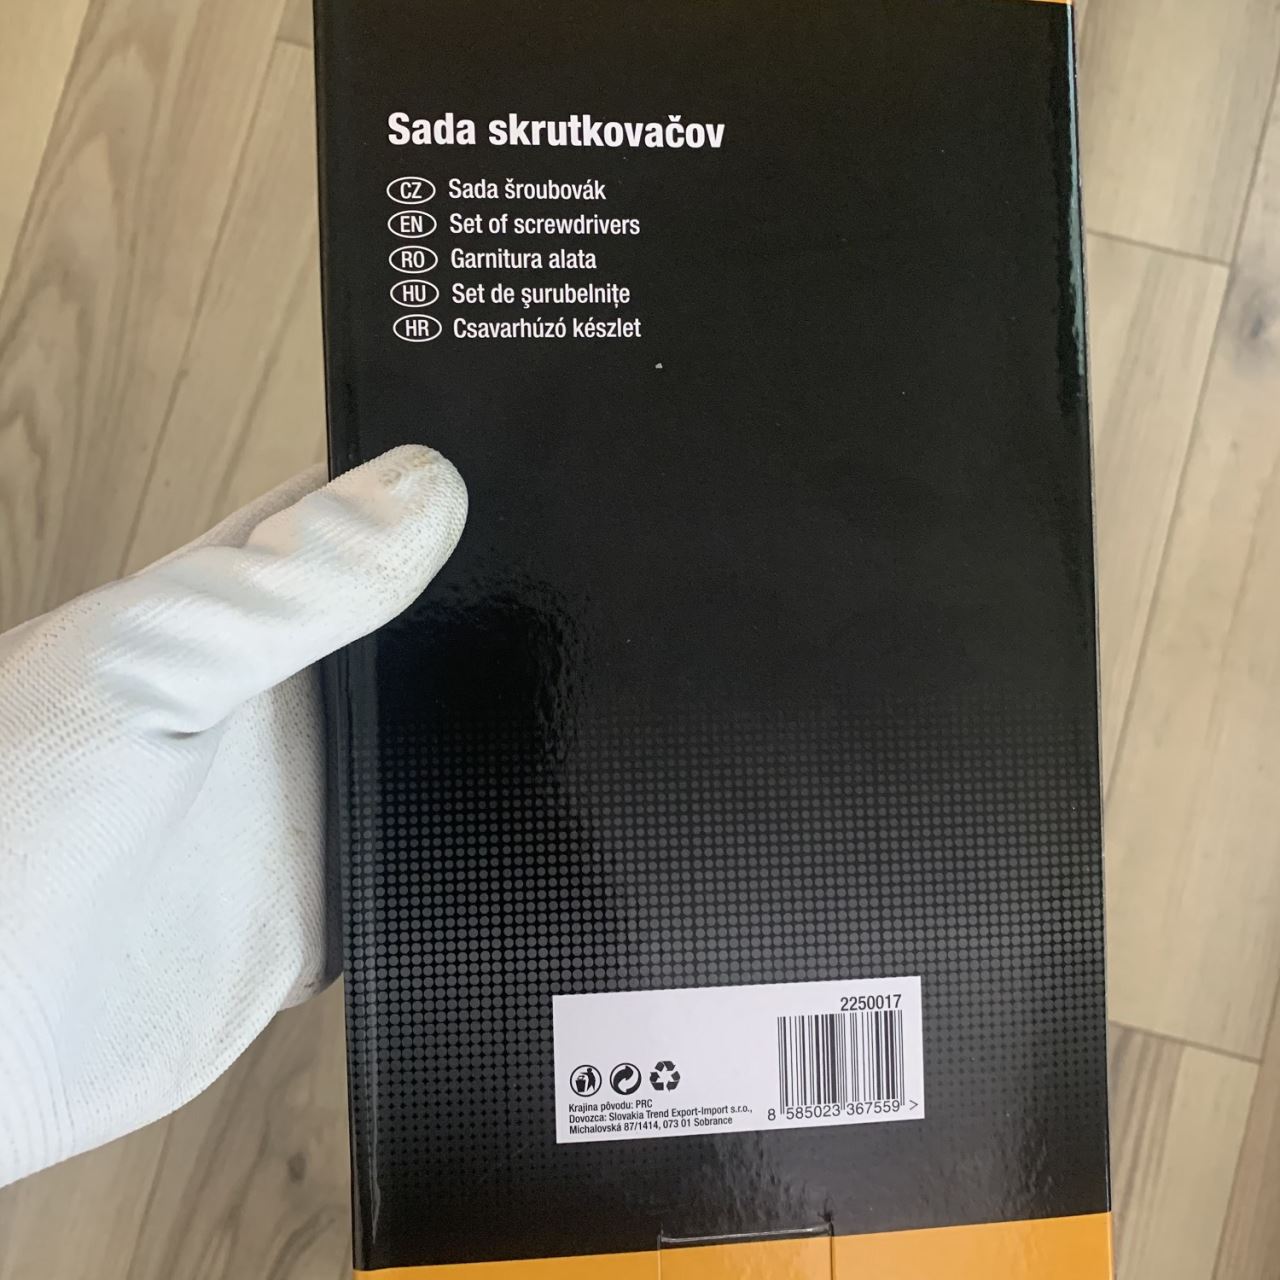 Sada skrutkovačov
CZ Sada šroubovák
EN Set of screwdrivers
RO Garnitura alata
HU Set de şurubelniţe
HR Csavarhúzó készlet
2250017
Krajina pôvodu: PRC
Dovozca: Slovakia Trend Export-Import s.r.o.,
Michalovská 87/1414, 073 01 Sobrance
8 585023 367559 >